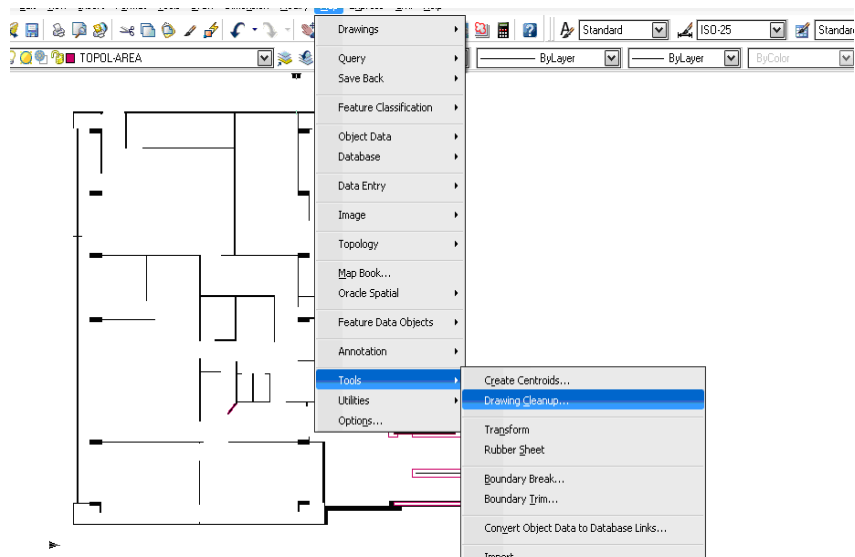 Standard
ISO-25
Standar
TOPOL-AREA
ByLayer
ByLayer
ByColor
Drawings
Query
Save Back
Feature Classification
Object Data
Database
Data Entry
Image
Topology
Map Book...
Oracle Spatial
Feature Data Objects
Annotation
Tools
Utilities
Options...
Create Centroids...
Drawing Cleanup...
Transform
Rubber Sheet
Boundary Break...
Boundary Trim...
Convert Object Data to Database Links...
Import